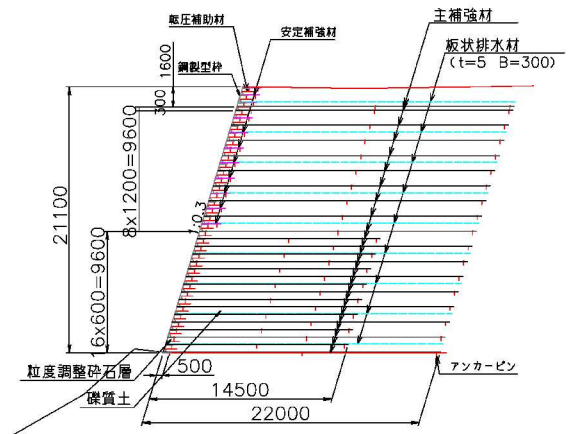 転圧補助材
安定補強材
鋼製型枠
主補強材
板状排水材
(t=5 B=300)
1600
300
8x1200=9600
21100
:0.3
16x600=9600
粒度調整砕石層
礫質土
500
14500
22000
アンカーピン